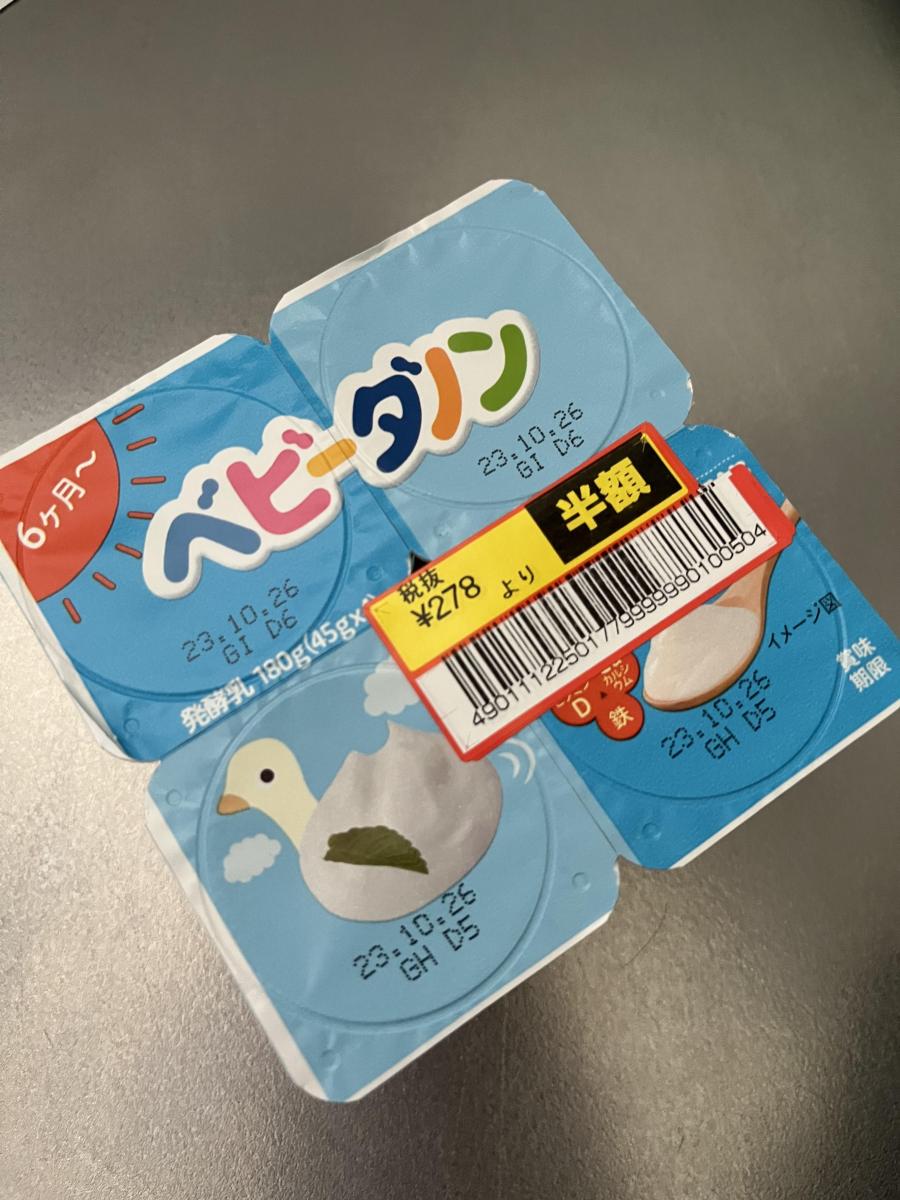 6ヶ月〜
ベビーダノン
23.10.26
GI D6
23.10.26
GI D6
発酵乳 180g(45g×
税抜
¥278 より
半額
49011122501779999990100504
D
カルシウム
鉄
イメージ図
賞味
期限
23.10.26
GH D5
23.10.26
GH D5